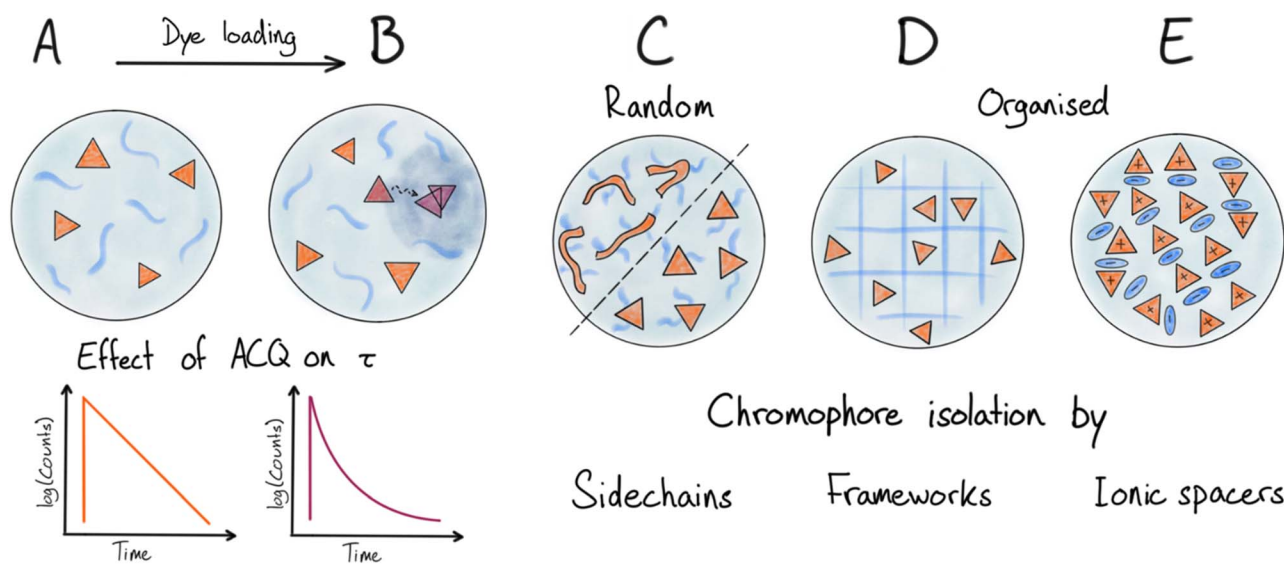 A
Dye loading
B
Effect of ACQ on τ
log(Counts)
Time
log(Counts)
Time
C
D
E
Random
Organised
+ + -
- -
+ + + + - -
- - +
+ + + -
- - + -
+ - - +
+ - +
Chromophore isolation by
Sidechains
Frameworks
Ionic spacers